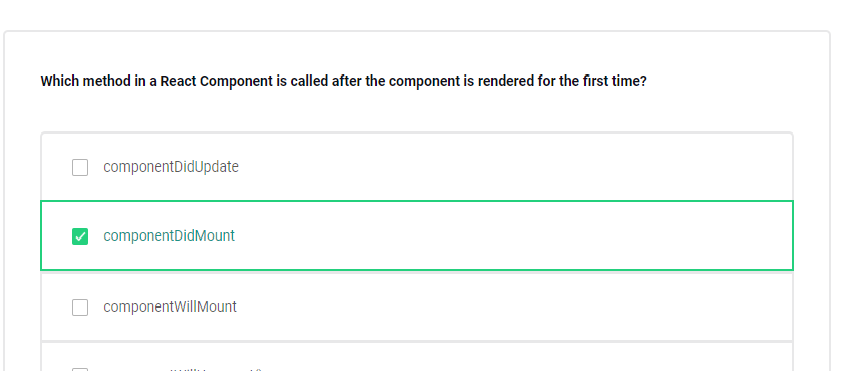 Which method in a React Component is called after the component is rendered for the first time?
componentDidUpdate
componentDidMount
componentWillMount